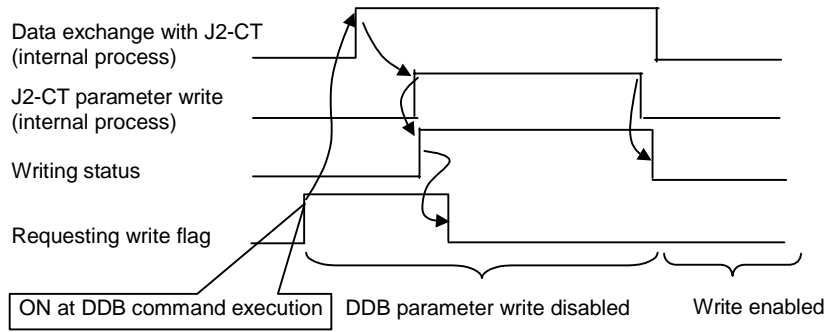 Data exchange with J2-CT
(internal process)
J2-CT parameter write
(internal process)
Writing status
Requesting write flag
ON at DDB command execution
DDB parameter write disabled
Write enabled